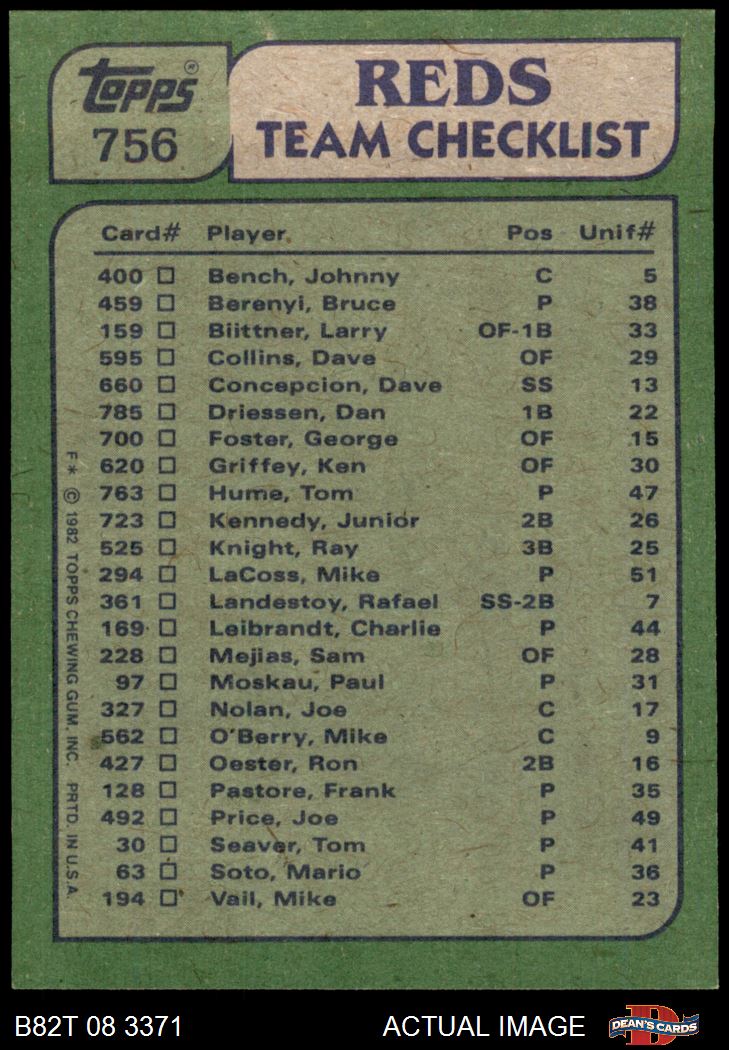 topps®
756
REDS
TEAM CHECKLIST
Card# Player Pos Unif#
400 □ Bench, Johnny C 5
459 □ Berenyi, Bruce P 38
159 □ Biittner, Larry OF-1B 33
595 □ Collins, Dave OF 29
660 □ Concepcion, Dave SS 13
785 □ Driessen, Dan 1B 22
700 □ Foster, George OF 15
620 □ Griffey, Ken OF 30
763 □ Hume, Tom P 47
723 □ Kennedy, Junior 2B 26
525 □ Knight, Ray 3B 25
294 □ LaCoss, Mike P 51
361 □ Landestoy, Rafael SS-2B 7
169 □ Leibrandt, Charlie P 44
228 □ Mejias, Sam OF 28
97 □ Moskau, Paul P 31
327 □ Nolan, Joe C 17
562 □ O'Berry, Mike C 9
427 □ Oester, Ron 2B 16
128 □ Pastore, Frank P 35
492 □ Price, Joe P 49
30 □ Seaver, Tom P 41
63 □ Soto, Mario P 36
194 □ Vail, Mike OF 23
F* © 1982 TOPPS CHEWING GUM, INC. PRTD. IN U.S.A.
B82T 08 3371 ACTUAL IMAGE
D
DEAN'S CARDS